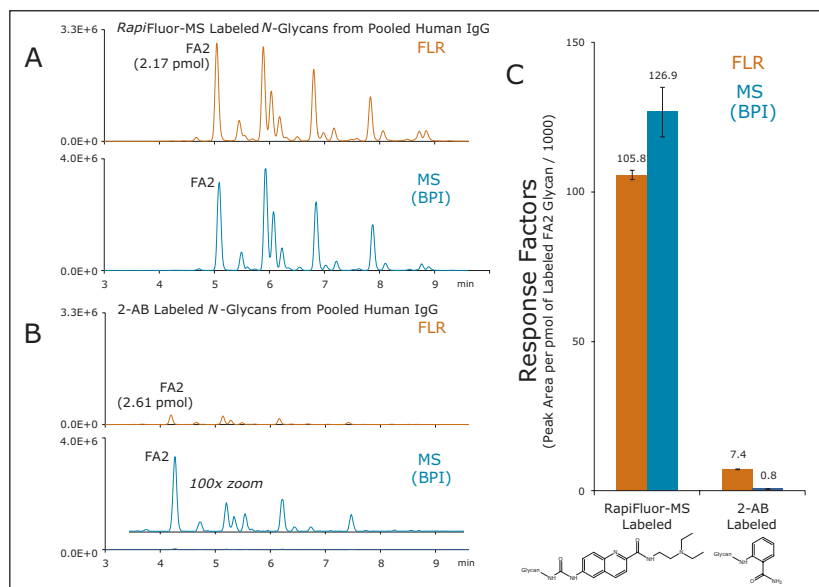 A
RapiFluor-MS Labeled N-Glycans from Pooled Human IgG
3.3E+6
FA2
(2.17 pmol)
FLR
0.0E+0
4.0E+6
FA2
MS
(BPI)
0.0E+0
3 4 5 6 7 8 9 min
B
2-AB Labeled N-Glycans from Pooled Human IgG
3.3E+6
FLR
FA2
(2.61 pmol)
0.0E+0
4.0E+6
FA2
100x zoom
MS
(BPI)
0.0E+0
3 4 5 6 7 8 9 min
C
FLR
MS
(BPI)
Response Factors
(Peak Area per pmol of Labeled FA2 Glycan / 1000)
150
100
50
0
105.8
126.9
7.4
0.8
RapiFluor-MS
Labeled
2-AB
Labeled
Glycan
NH
O
NH
N
O
NH
N
Glycan
NH
O
NH₂